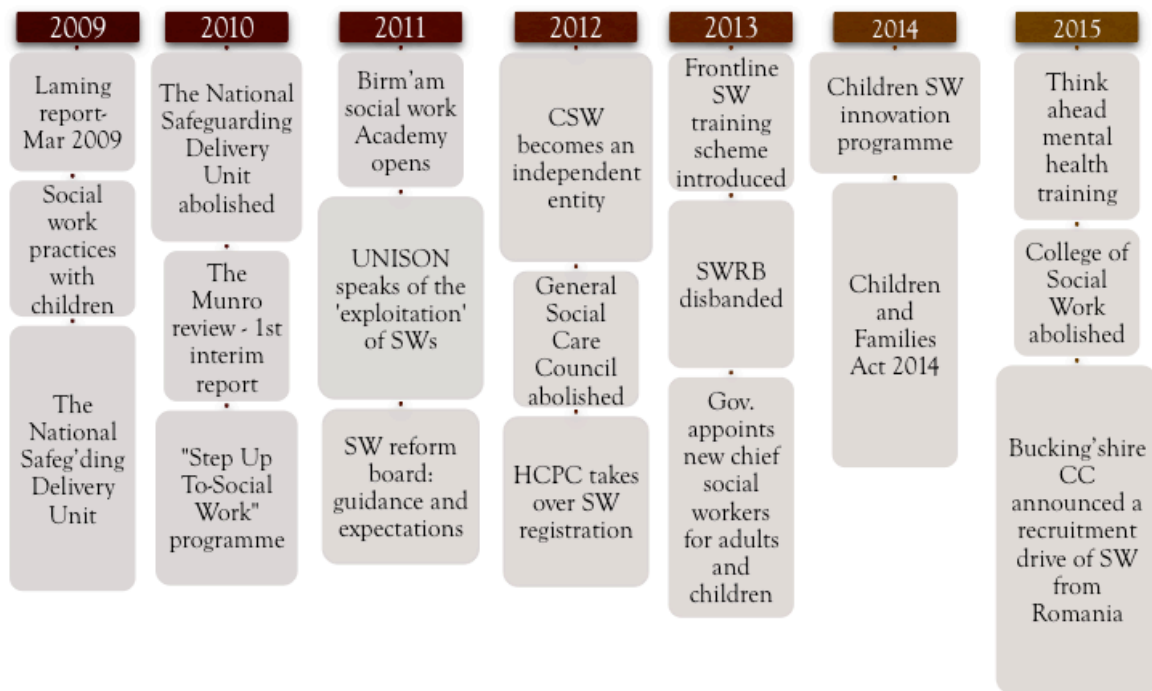 2009
Laming
report-
Mar 2009
Social
work
practices
with
children
The
National
Safeg'ding
Delivery
Unit
2010
The National
Safeguarding
Delivery
Unit
abolished
The
Munro
review - 1st
interim
report
"Step Up
To-Social
Work"
programme
2011
Birm'am
social work
Academy
opens
UNISON
speaks of the
'exploitation'
of SWs
SW reform
board:
guidance and
expectations
2012
CSW
becomes an
independent
entity
General
Social
Care
Council
abolished
HCPC takes
over SW
registration
2013
Frontline
SW
training
scheme
introduced
SWRB
disbanded
Gov.
appoints
new chief
social
workers
for adults
and
children
2014
Children SW
innovation
programme
Children
and
Families
Act 2014
2015
Think
ahead
mental
health
training
College of
Social
Work
abolished
Bucking'shire
CC
announced a
recruitment
drive of SW
from
Romania